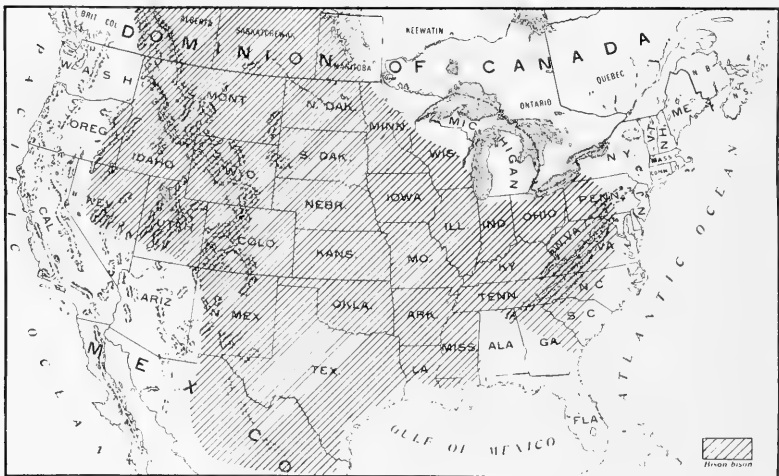 BRIT COL
ALBERTA
SASKATCHEWAN
KEEWATIN
DOMINION OF CANADA
MANITOBA
QUEBEC
ONTARIO
N B
N S
PACIFIC
OCEAN
WASH
MONT
N. DAK.
MINN.
MICHIGAN
ME
VT
N H
OREG
IDAHO
WYO.
S. DAK.
WIS.
N Y
MASS
CONN
NEV.
UTAH
COLO.
NEBR.
IOWA
ILL
IND.
OHIO
PENN.
N J
CAL
KANS.
MO.
KY
W.VA
VA
ARIZ
N MEX
OKLA.
ARK.
TENN.
N C
S C
TEX.
LA
MISS.
ALA
GA.
FLA
MEXICO
GULF OF MEXICO
ATLANTIC OCEAN
Bison bison